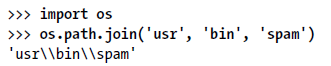 >>> import os
>>> os.path.join('usr', 'bin', 'spam')
'usr\\bin\\spam'